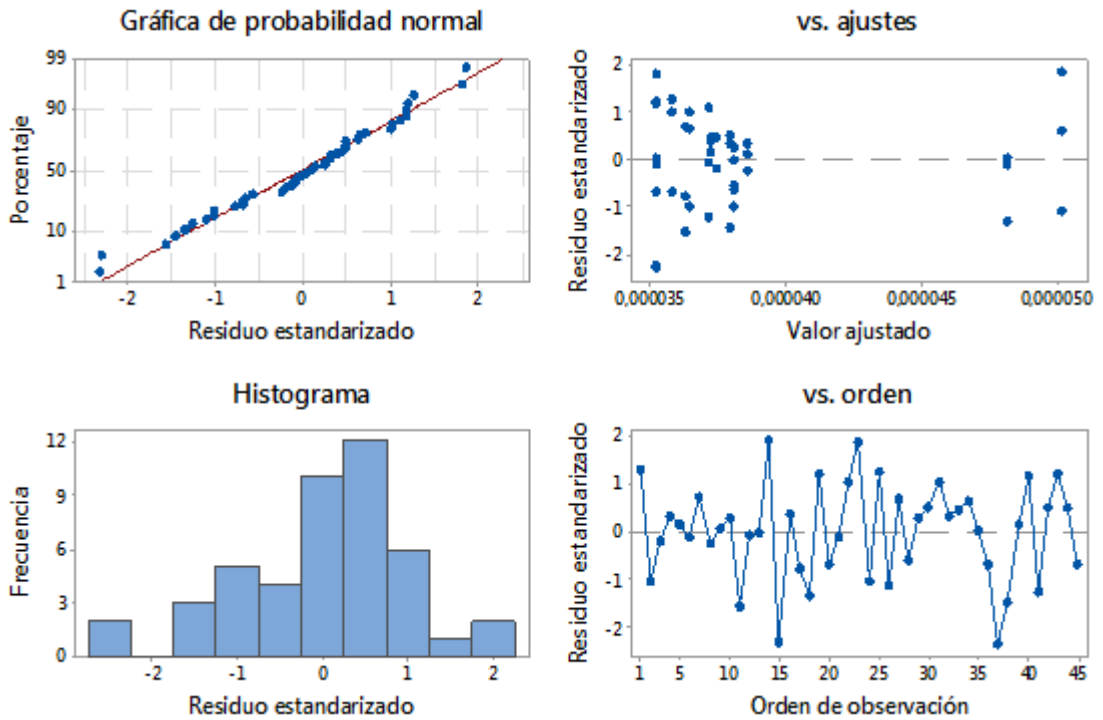 Gráfica de probabilidad normal
Porcentaje
99
90
50
10
1
-2 -1 0 1 2
Residuo estandarizado
vs. ajustes
Residuo estandarizado
2
1
0
-1
-2
0,000035 0,000040 0,000045 0,000050
Valor ajustado
Histograma
Frecuencia
12
9
6
3
0
-2 -1 0 1 2
Residuo estandarizado
vs. orden
Residuo estandarizado
2
1
0
-1
-2
1 5 10 15 20 25 30 35 40 45
Orden de observación